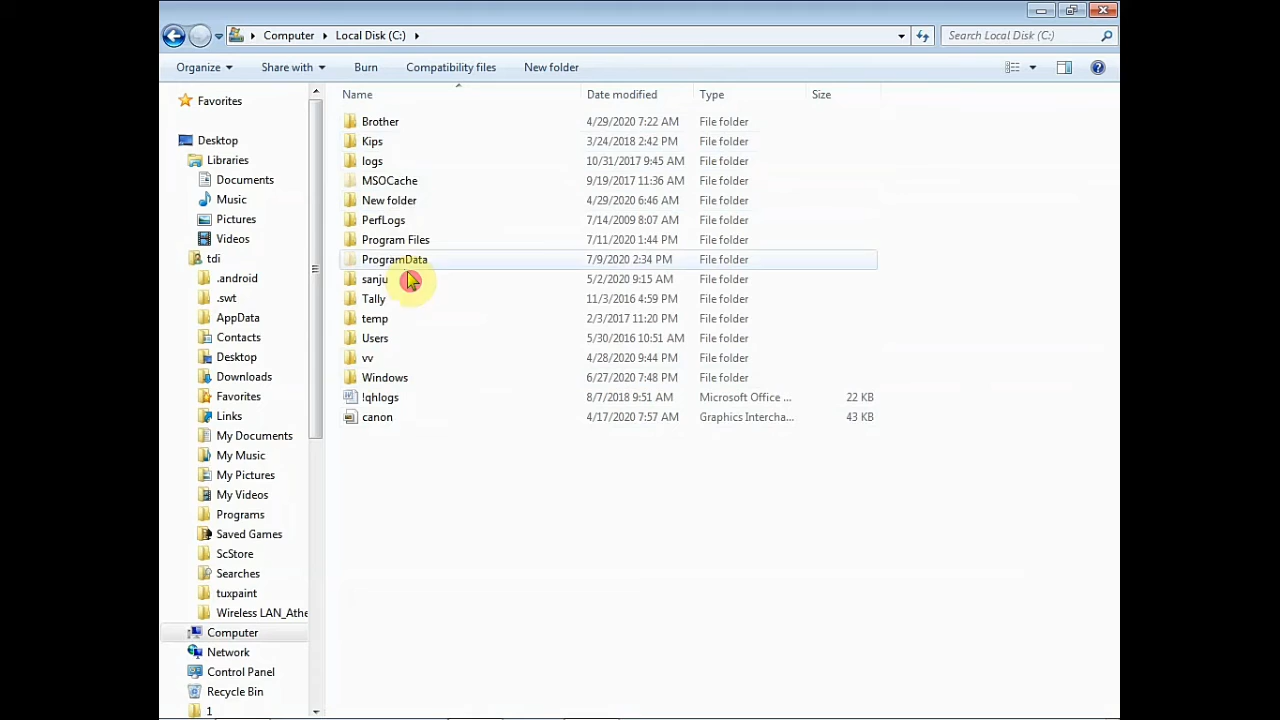 Computer Local Disk (C:) Search Local Disk (C:)
Organize Share with Burn Compatibility files New folder
Name Date modified Type Size
Brother 4/29/2020 7:22 AM File folder
Kips 3/24/2018 2:42 PM File folder
logs 10/31/2017 9:45 AM File folder
MSOCache 9/19/2017 11:36 AM File folder
New folder 4/29/2020 6:46 AM File folder
PerfLogs 7/14/2009 8:07 AM File folder
Program Files 7/11/2020 1:44 PM File folder
ProgramData 7/9/2020 2:34 PM File folder
sanju 5/2/2020 9:15 AM File folder
Tally 11/3/2016 4:59 PM File folder
temp 2/3/2017 11:20 PM File folder
Users 5/30/2016 10:51 AM File folder
vv 4/28/2020 9:44 PM File folder
Windows 6/27/2020 7:48 PM File folder
!qhlogs 8/7/2018 9:51 AM Microsoft Office ... 22 KB
canon 4/17/2020 7:57 AM Graphics Intercha... 43 KB
Favorites
Desktop
Libraries
Documents
Music
Pictures
Videos
tdi
.android
.swt
AppData
Contacts
Desktop
Downloads
Favorites
Links
My Documents
My Music
My Pictures
My Videos
Programs
Saved Games
ScStore
Searches
tuxpaint
Wireless LAN_Athe
Computer
Network
Control Panel
Recycle Bin
1